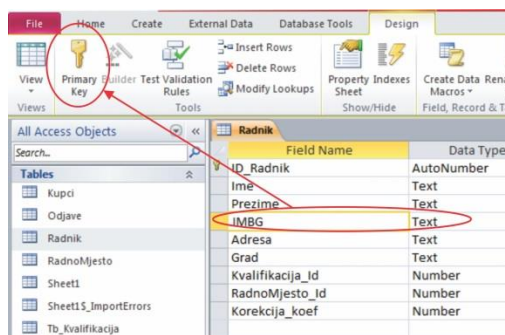 File Home Create External Data Database Tools Design
View
Views
Primary Key
Builder
Test Validation Rules
Insert Rows
Delete Rows
Modify Lookups
Tools
Property Sheet
Indexes
Show/Hide
Create Data Macros
Rena
Field, Record & T
All Access Objects
Search...
Tables
Kupci
Odjave
Radnik
RadnoMjesto
Sheet1
Sheet1$_ImportErrors
Tb_Kvalifikacija
Radnik
Field Name Data Type
ID_Radnik AutoNumber
Ime Text
Prezime Text
JMBG Text
Adresa Text
Grad Text
Kvalifikacija_Id Number
RadnoMjesto_Id Number
Korekcija_koef Number